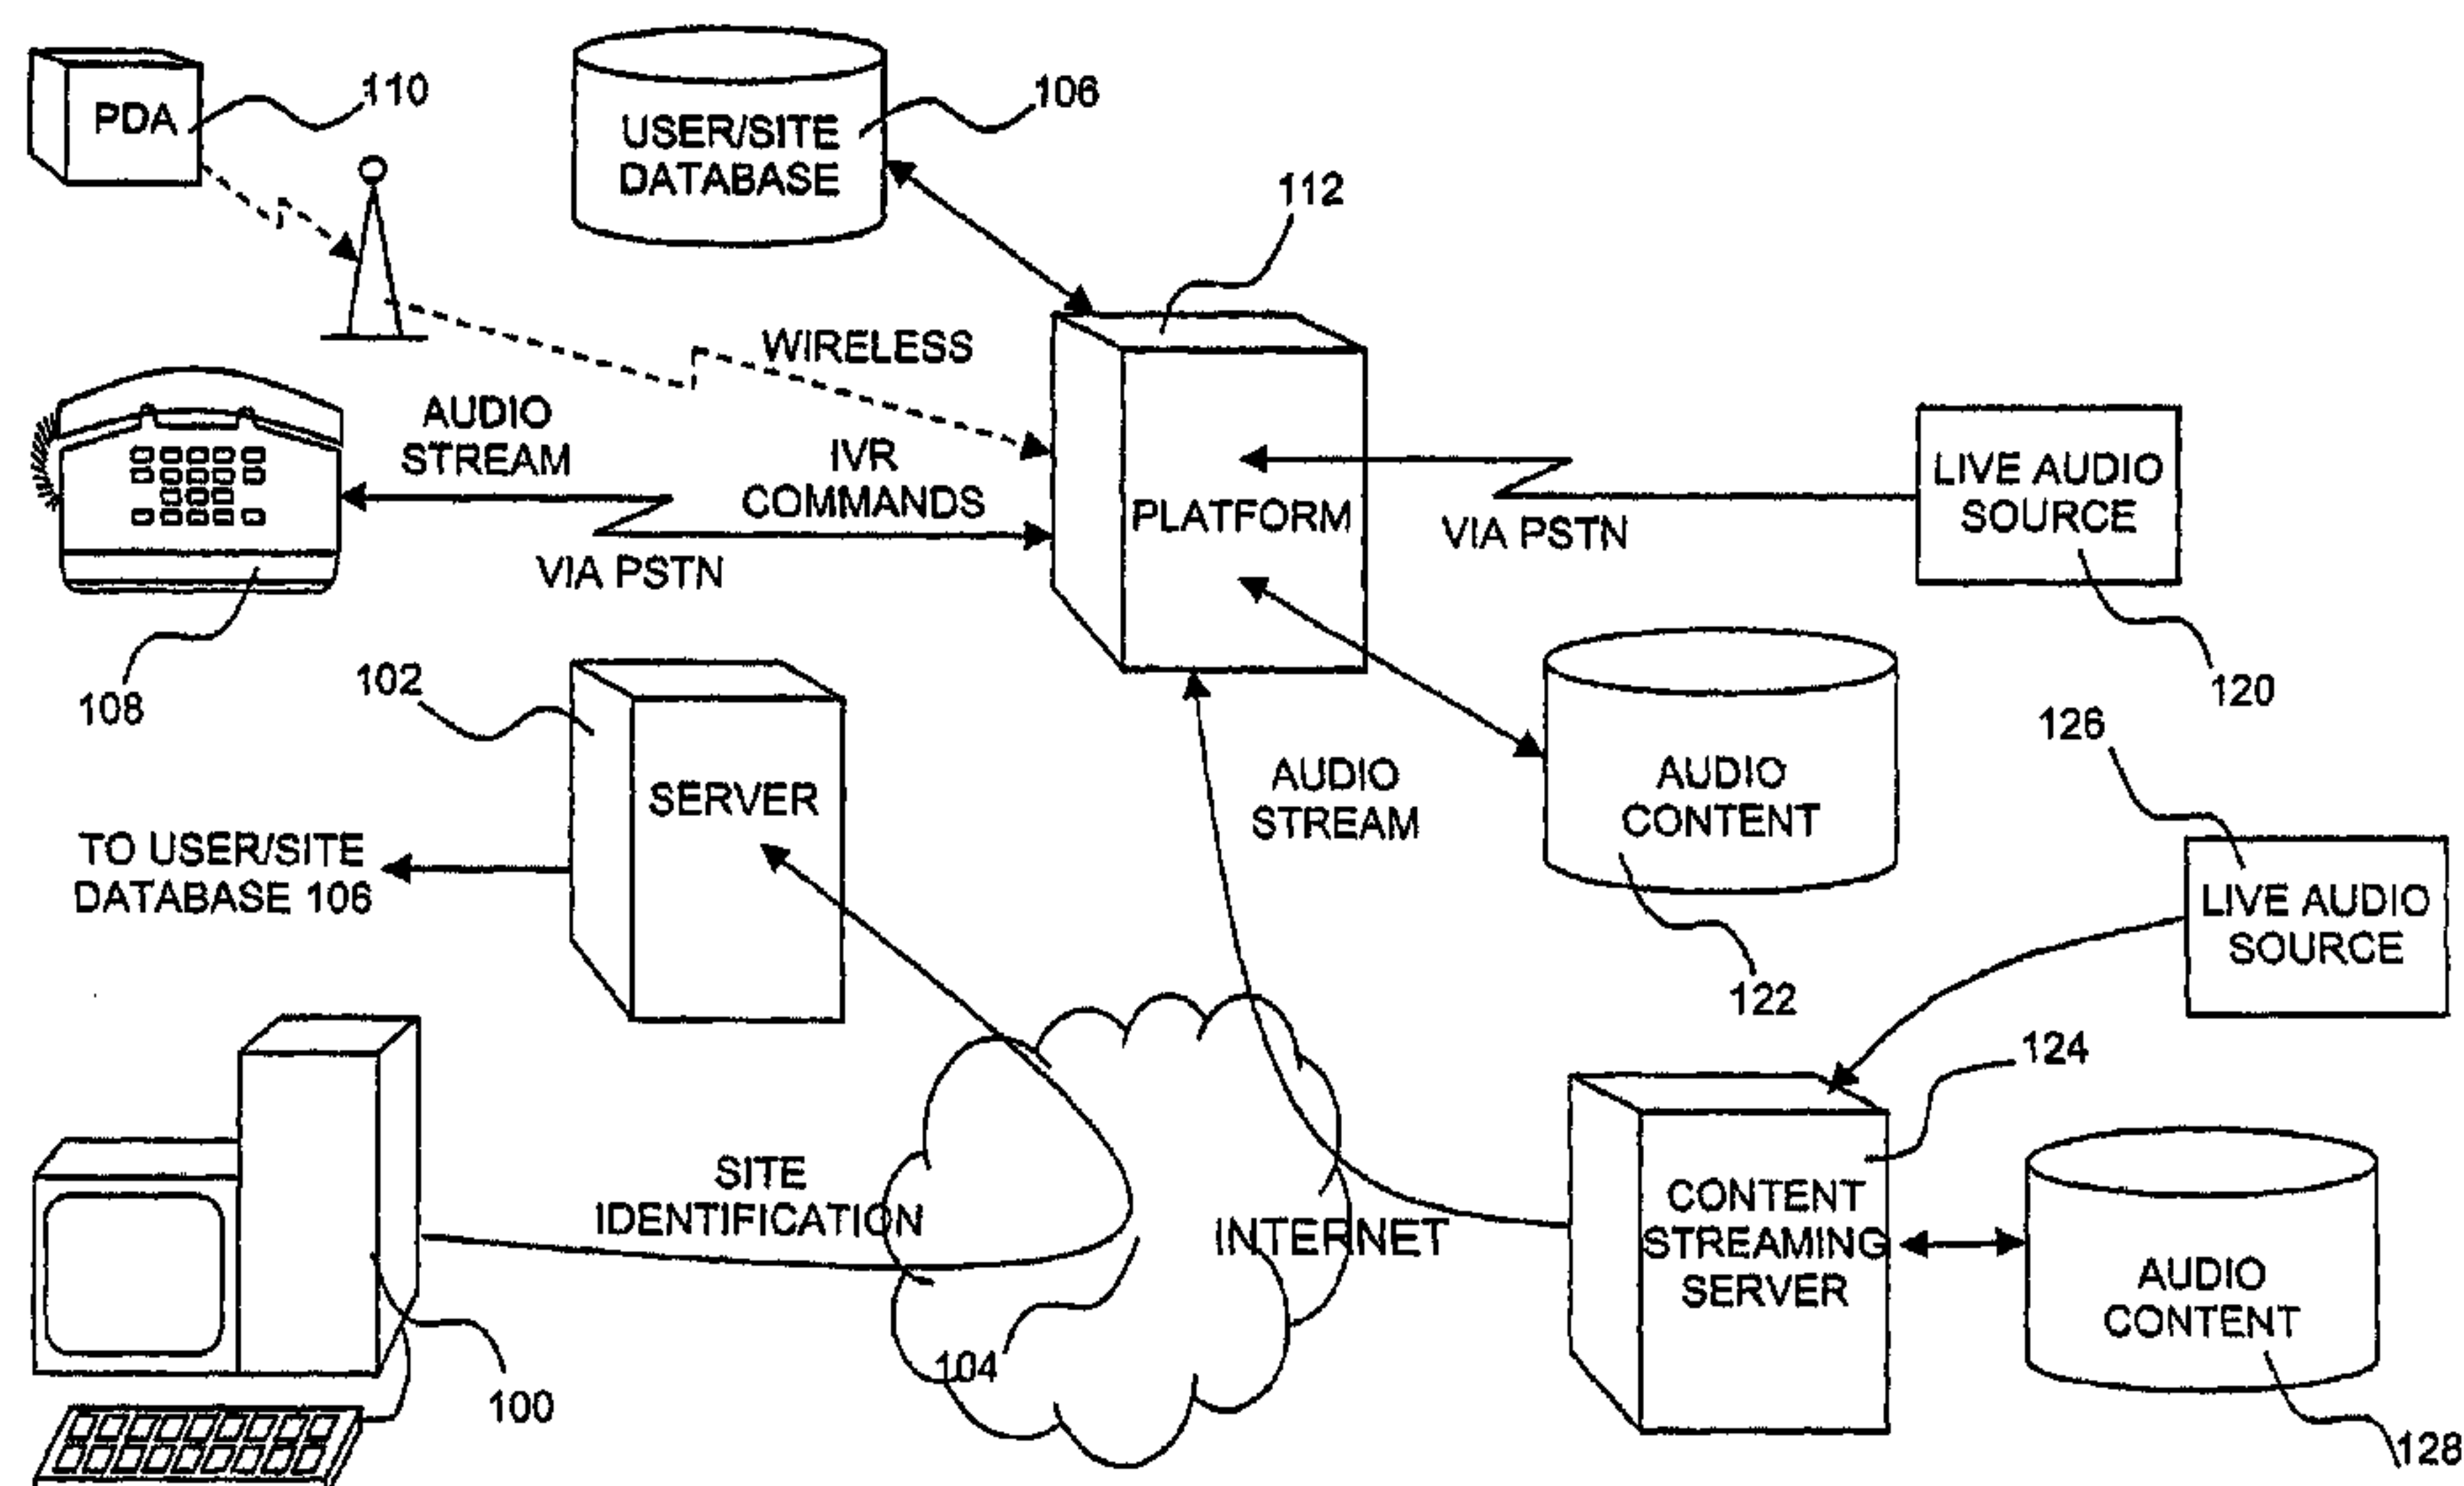 PDA
110
USER/SITE
DATABASE
106
112
WIRELESS
AUDIO
STREAM
IVR
COMMANDS
VIA PSTN
108
PLATFORM
VIA PSTN
LIVE AUDIO
SOURCE
120
102
SERVER
TO USER/SITE
DATABASE 106
AUDIO
STREAM
AUDIO
CONTENT
122
126
LIVE AUDIO
SOURCE
124
SITE
IDENTIFICATION
INTERNET
104
100
CONTENT
STREAMING
SERVER
AUDIO
CONTENT
128